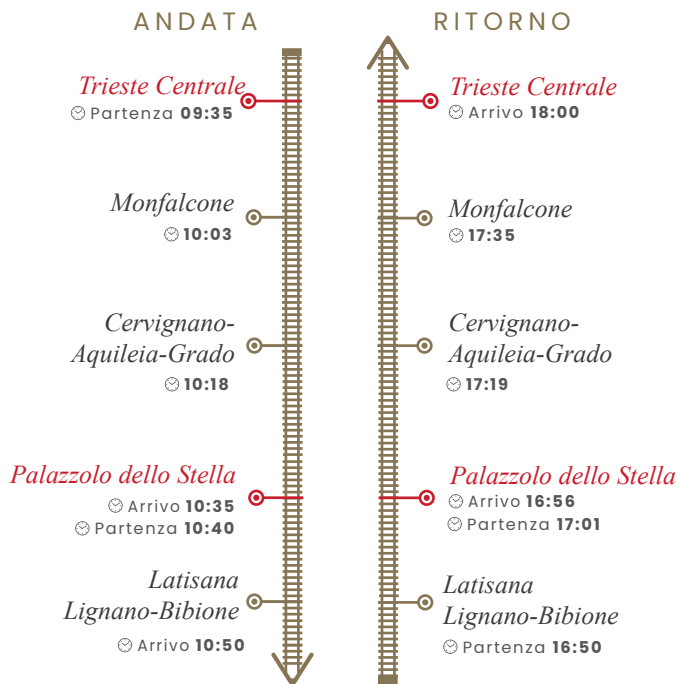 ANDATA
Trieste Centrale
Partenza 09:35
Monfalcone
10:03
Cervignano-
Aquileia-Grado
10:18
Palazzolo dello Stella
Arrivo 10:35
Partenza 10:40
Latisana
Lignano-Bibione
Arrivo 10:50
RITORNO
Trieste Centrale
Arrivo 18:00
Monfalcone
17:35
Cervignano-
Aquileia-Grado
17:19
Palazzolo dello Stella
Arrivo 16:56
Partenza 17:01
Latisana
Lignano-Bibione
Partenza 16:50